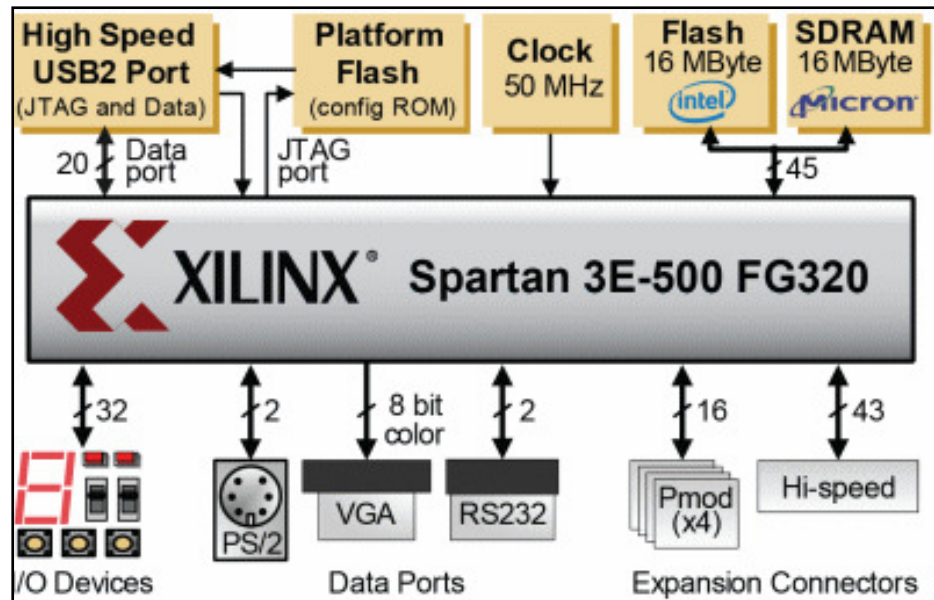 High Speed
USB2 Port
(JTAG and Data)
Platform
Flash
(config ROM)
Clock
50 MHz
Flash
16 MByte
intel
SDRAM
16 MByte
Micron
20
Data
port
JTAG
port
45
XILINX®
Spartan 3E-500 FG320
32
2
8 bit
color
2
16
43
PS/2
VGA
RS232
Pmod
(x4)
Hi-speed
I/O Devices
Data Ports
Expansion Connectors